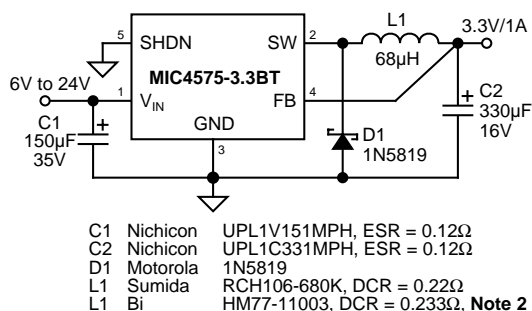 L1
3.3V/1A
5 SHDN SW 2
68µH
MIC4575-3.3BT
6V to 24V
1 VIN FB 4
C2
330µF
16V
GND
3
C1
150µF
35V
D1
1N5819
C1 Nichicon UPL1V151MPH, ESR = 0.12Ω
C2 Nichicon UPL1C331MPH, ESR = 0.12Ω
D1 Motorola 1N5819
L1 Sumida RCH106-680K, DCR = 0.22Ω
L1 Bi HM77-11003, DCR = 0.233Ω, Note 2